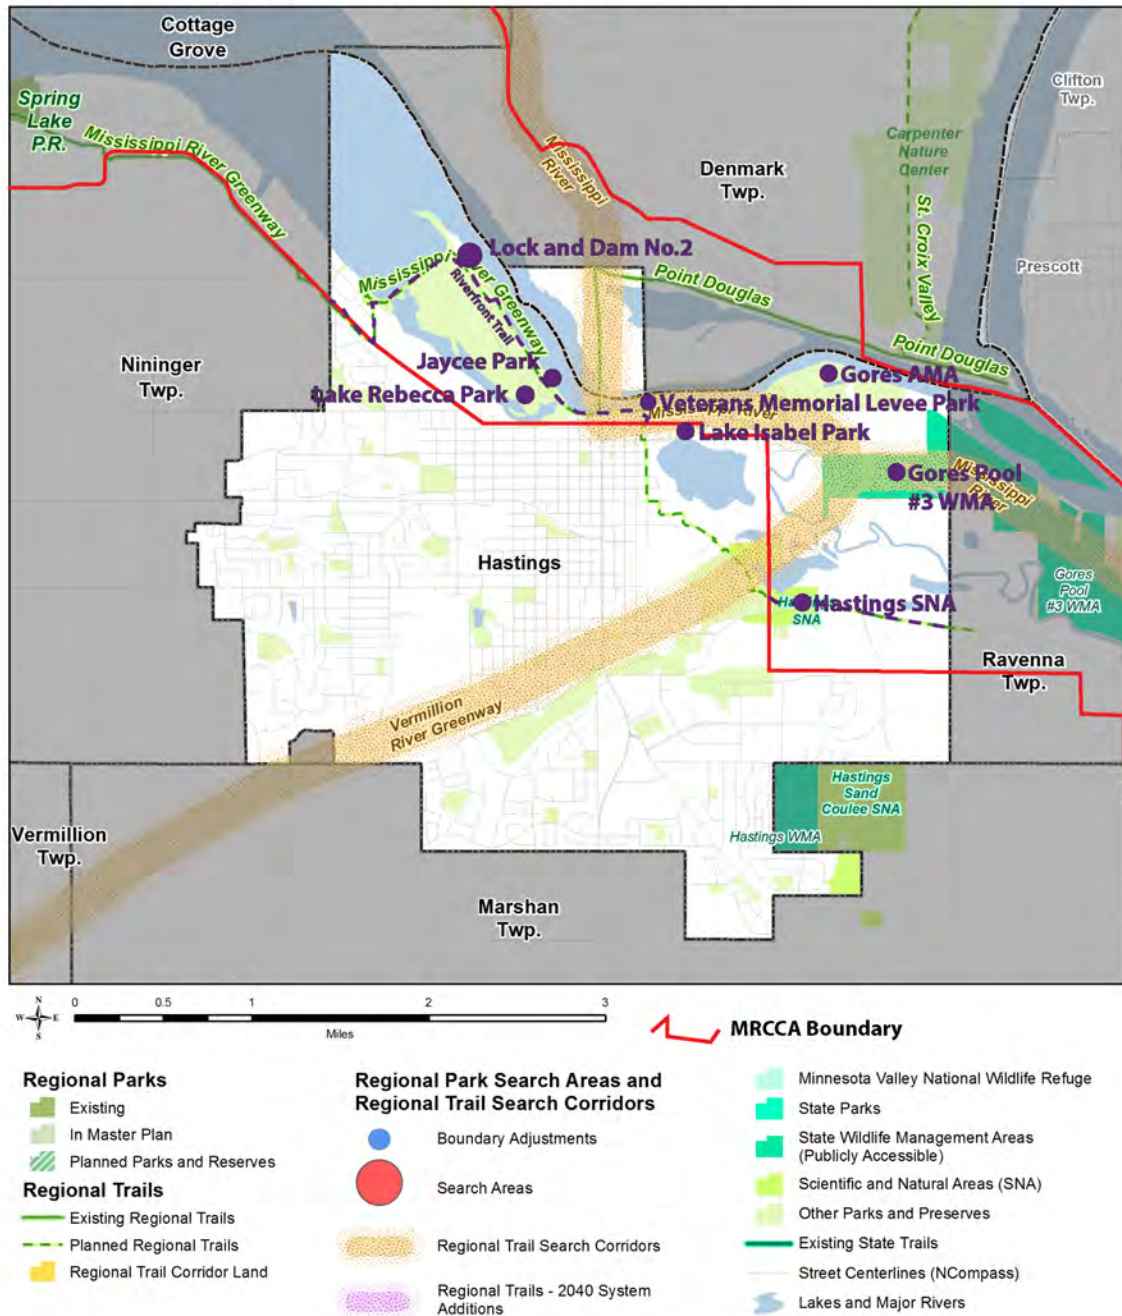 Cottage
Grove
Spring
Lake
P.R.
Mississippi River Greenway
Mississippi
River
Denmark
Twp.
Carpenter
Nature
Center
Clifton
Twp.
St. Croix Valley
Prescott
Lock and Dam No.2
Mississippi River Greenway
Riverfront Trail
Point Douglas
Point Douglas
Nininger
Twp.
Jaycee Park
Lake Rebecca Park
Gores AMA
Veterans Memorial Levee Park
Mississippi River
Lake Isabel Park
Gores Pool
#3 WMA
Mississippi
River
Hastings
Gores
Pool
#3 WMA
Hastings SNA
Hastings
SNA
Ravenna
Twp.
Vermillion
River Greenway
Hastings
Sand
Coulee SNA
Hastings WMA
Vermillion
Twp.
Marshan
Twp.
N
W E
S
0 0.5 1 2 3
Miles
MRCCA Boundary
Regional Parks
Existing
In Master Plan
Planned Parks and Reserves
Regional Trails
Existing Regional Trails
Planned Regional Trails
Regional Trail Corridor Land
Regional Park Search Areas and
Regional Trail Search Corridors
Boundary Adjustments
Search Areas
Regional Trail Search Corridors
Regional Trails - 2040 System
Additions
Minnesota Valley National Wildlife Refuge
State Parks
State Wildlife Management Areas
(Publicly Accessible)
Scientific and Natural Areas (SNA)
Other Parks and Preserves
Existing State Trails
Street Centerlines (NCompass)
Lakes and Major Rivers